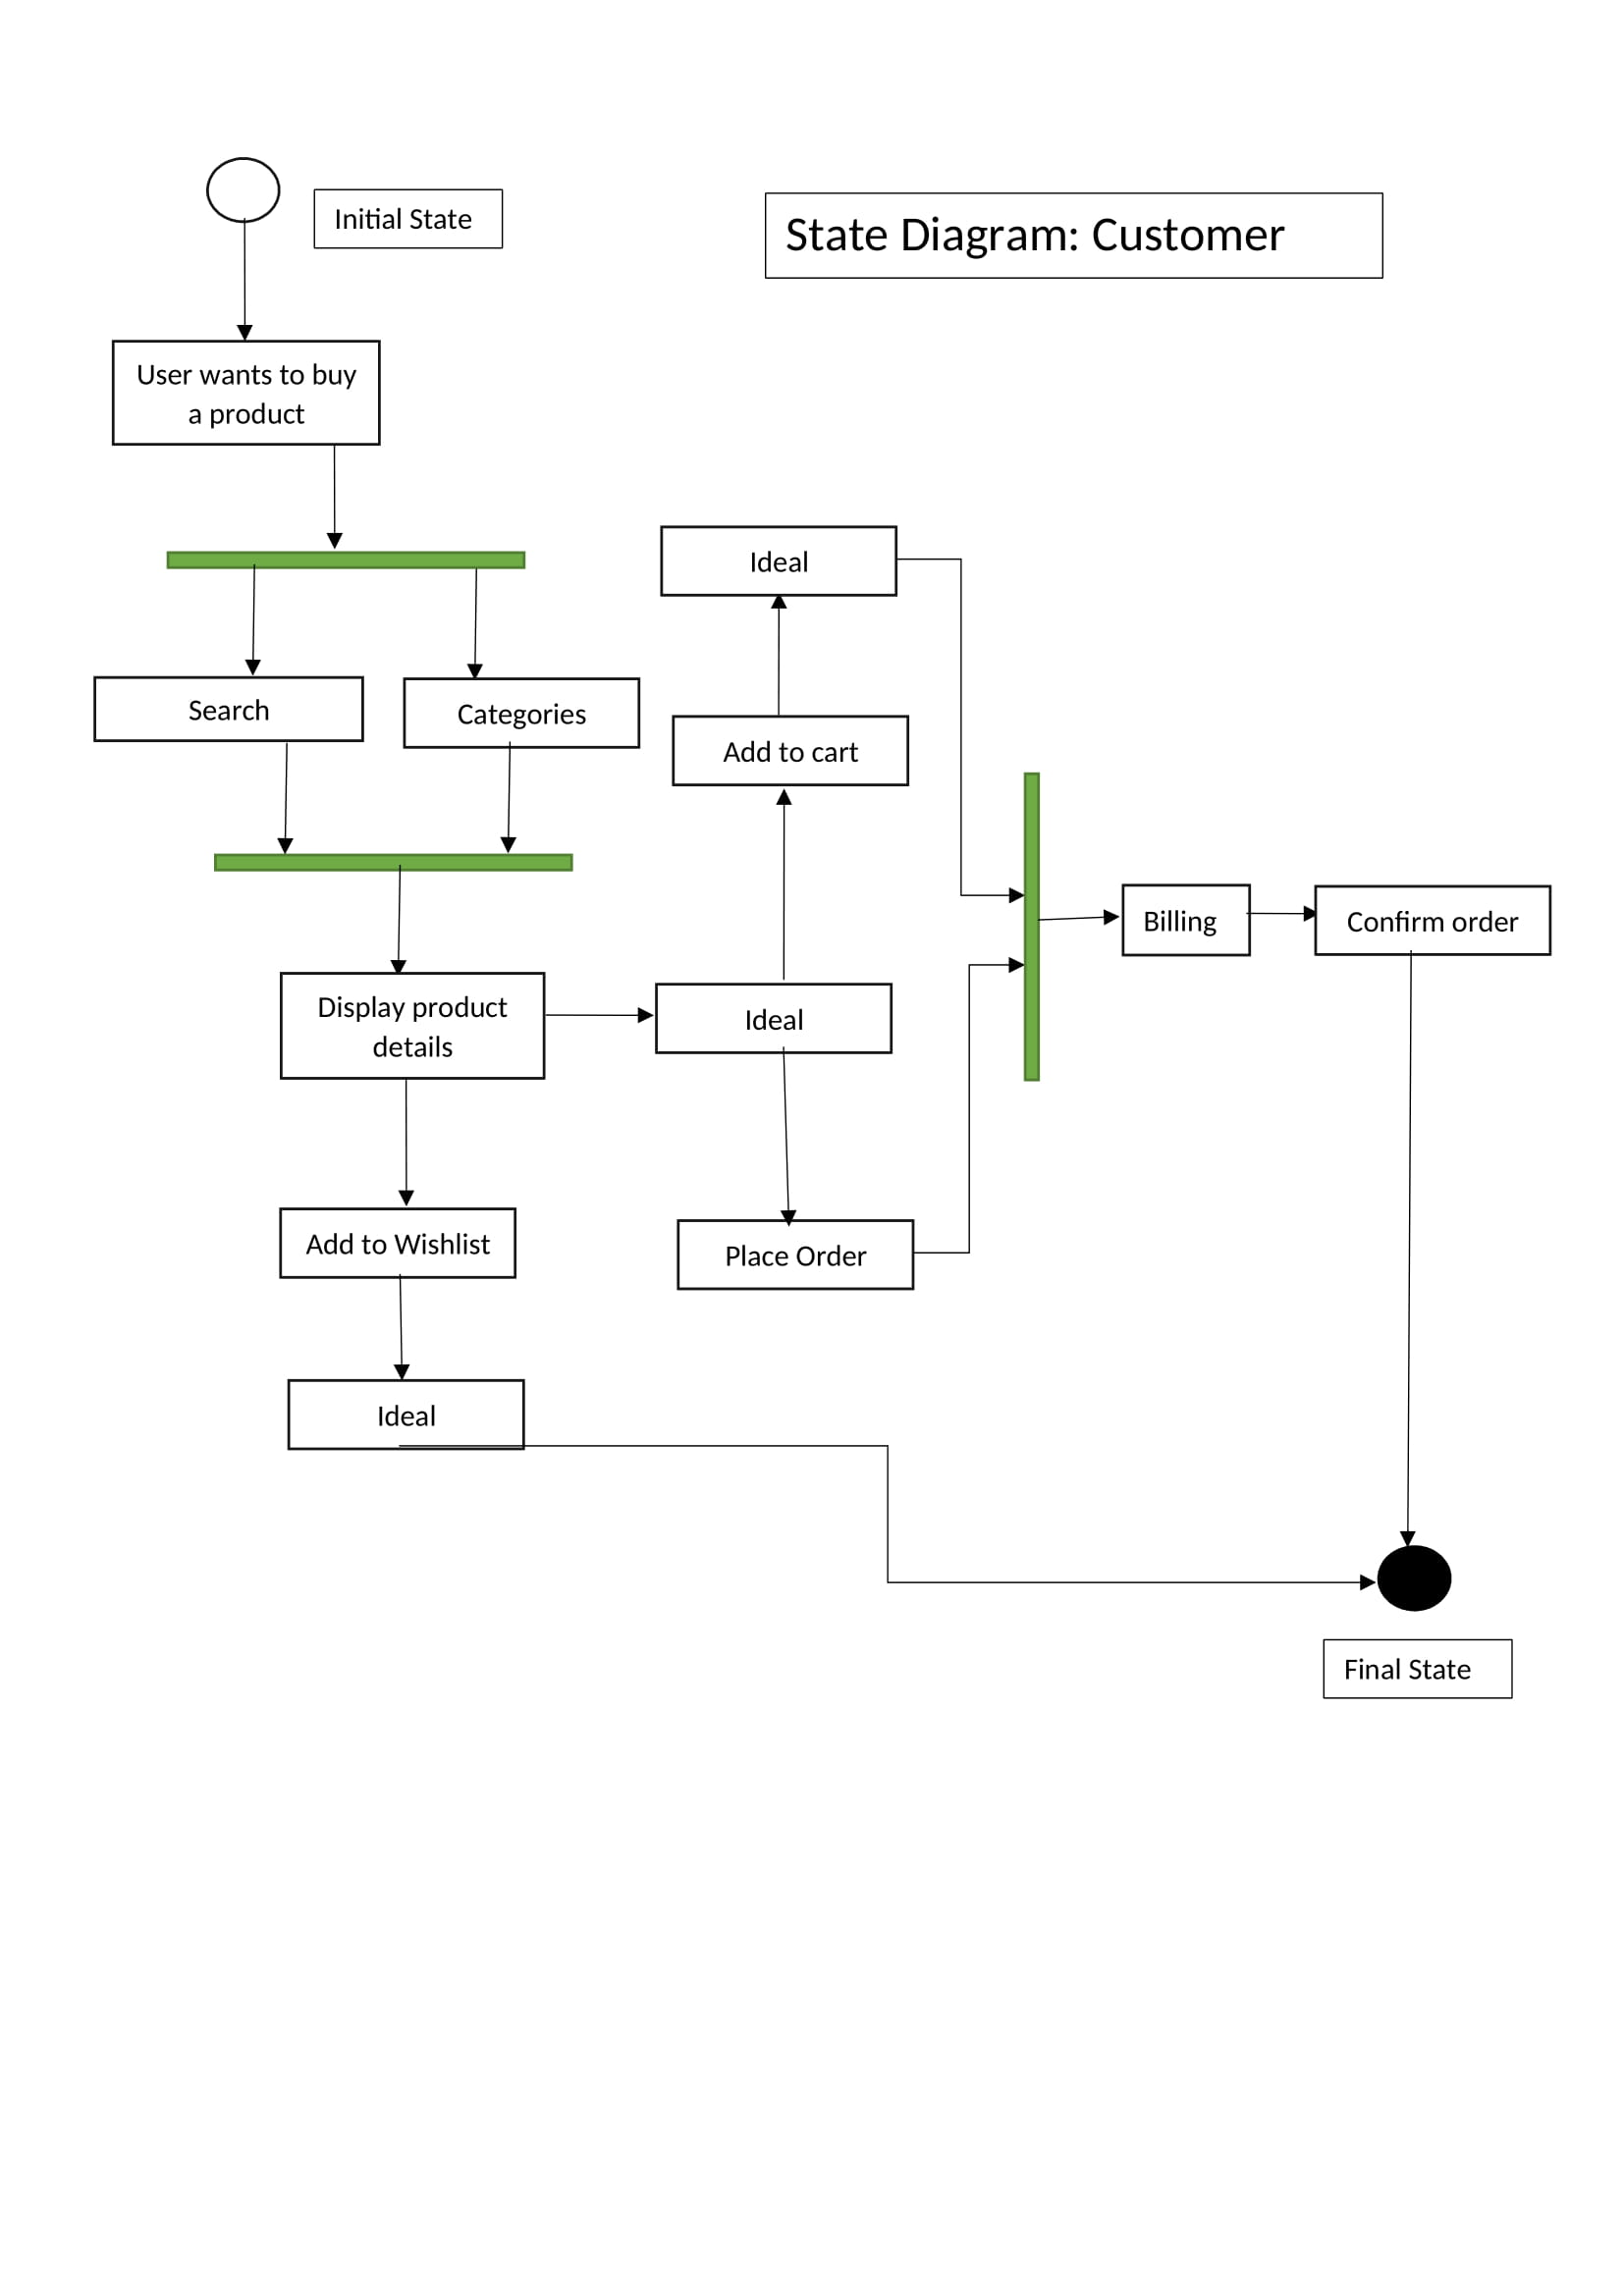 Initial State
State Diagram: Customer
User wants to buy
a product
Ideal
Search
Categories
Add to cart
Billing
Confirm order
Display product
details
Ideal
Add to Wishlist
Place Order
Ideal
Final State